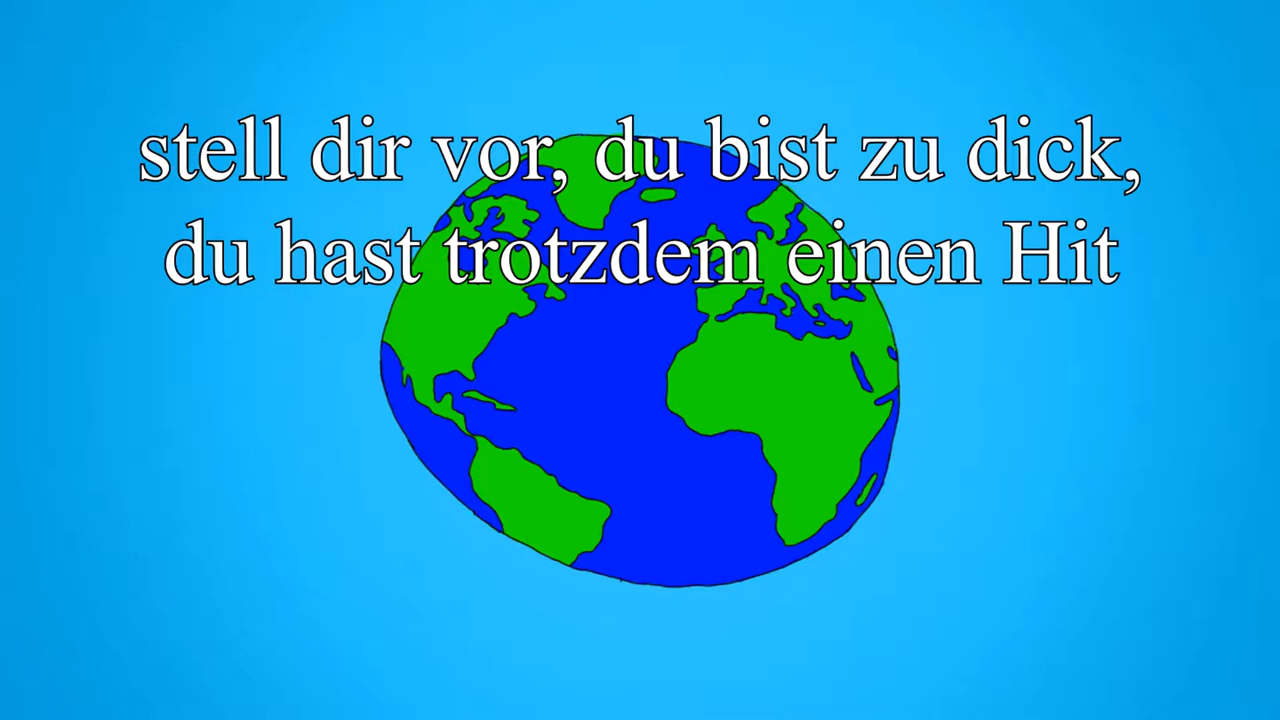 stell dir vor, du bist zu dick,
du hast trotzdem einen Hit